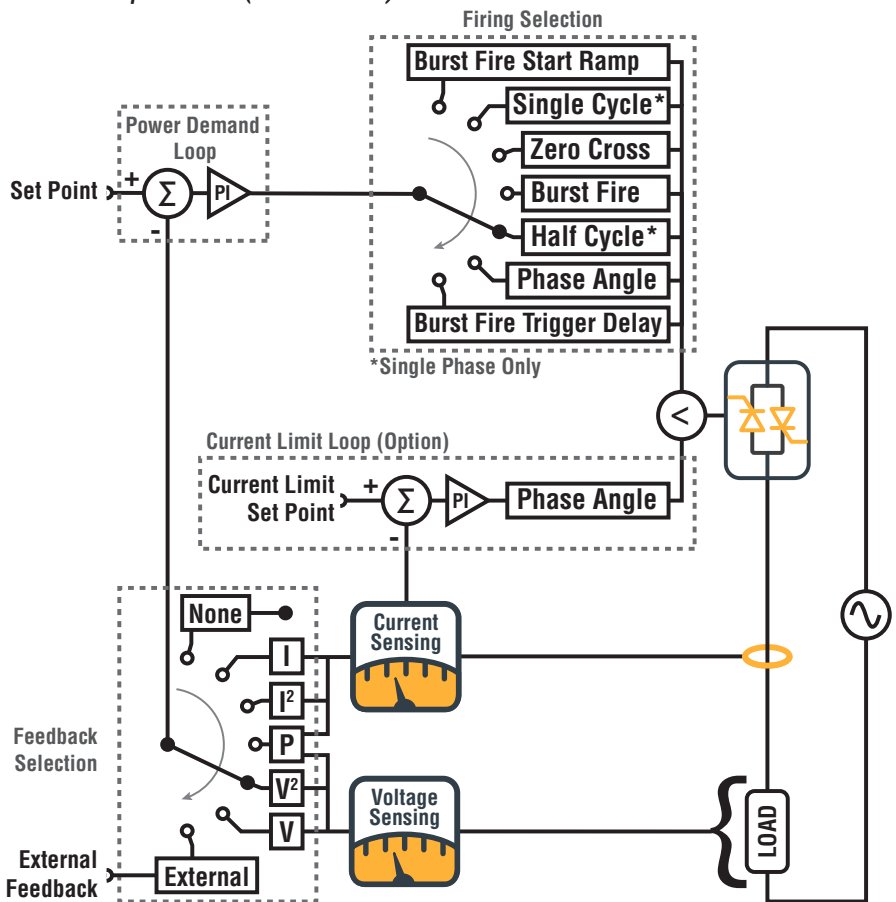 Firing Selection
Burst Fire Start Ramp
Single Cycle*
Zero Cross
Burst Fire
Half Cycle*
Phase Angle
Burst Fire Trigger Delay
*Single Phase Only
Power Demand
Loop
Set Point
+
Σ
PI
-
<
Current Limit Loop (Option)
Current Limit
Set Point
+
Σ
PI
Phase Angle
-
None
I
I²
P
V²
V
External
Current
Sensing
Voltage
Sensing
Feedback
Selection
External
Feedback
LOAD